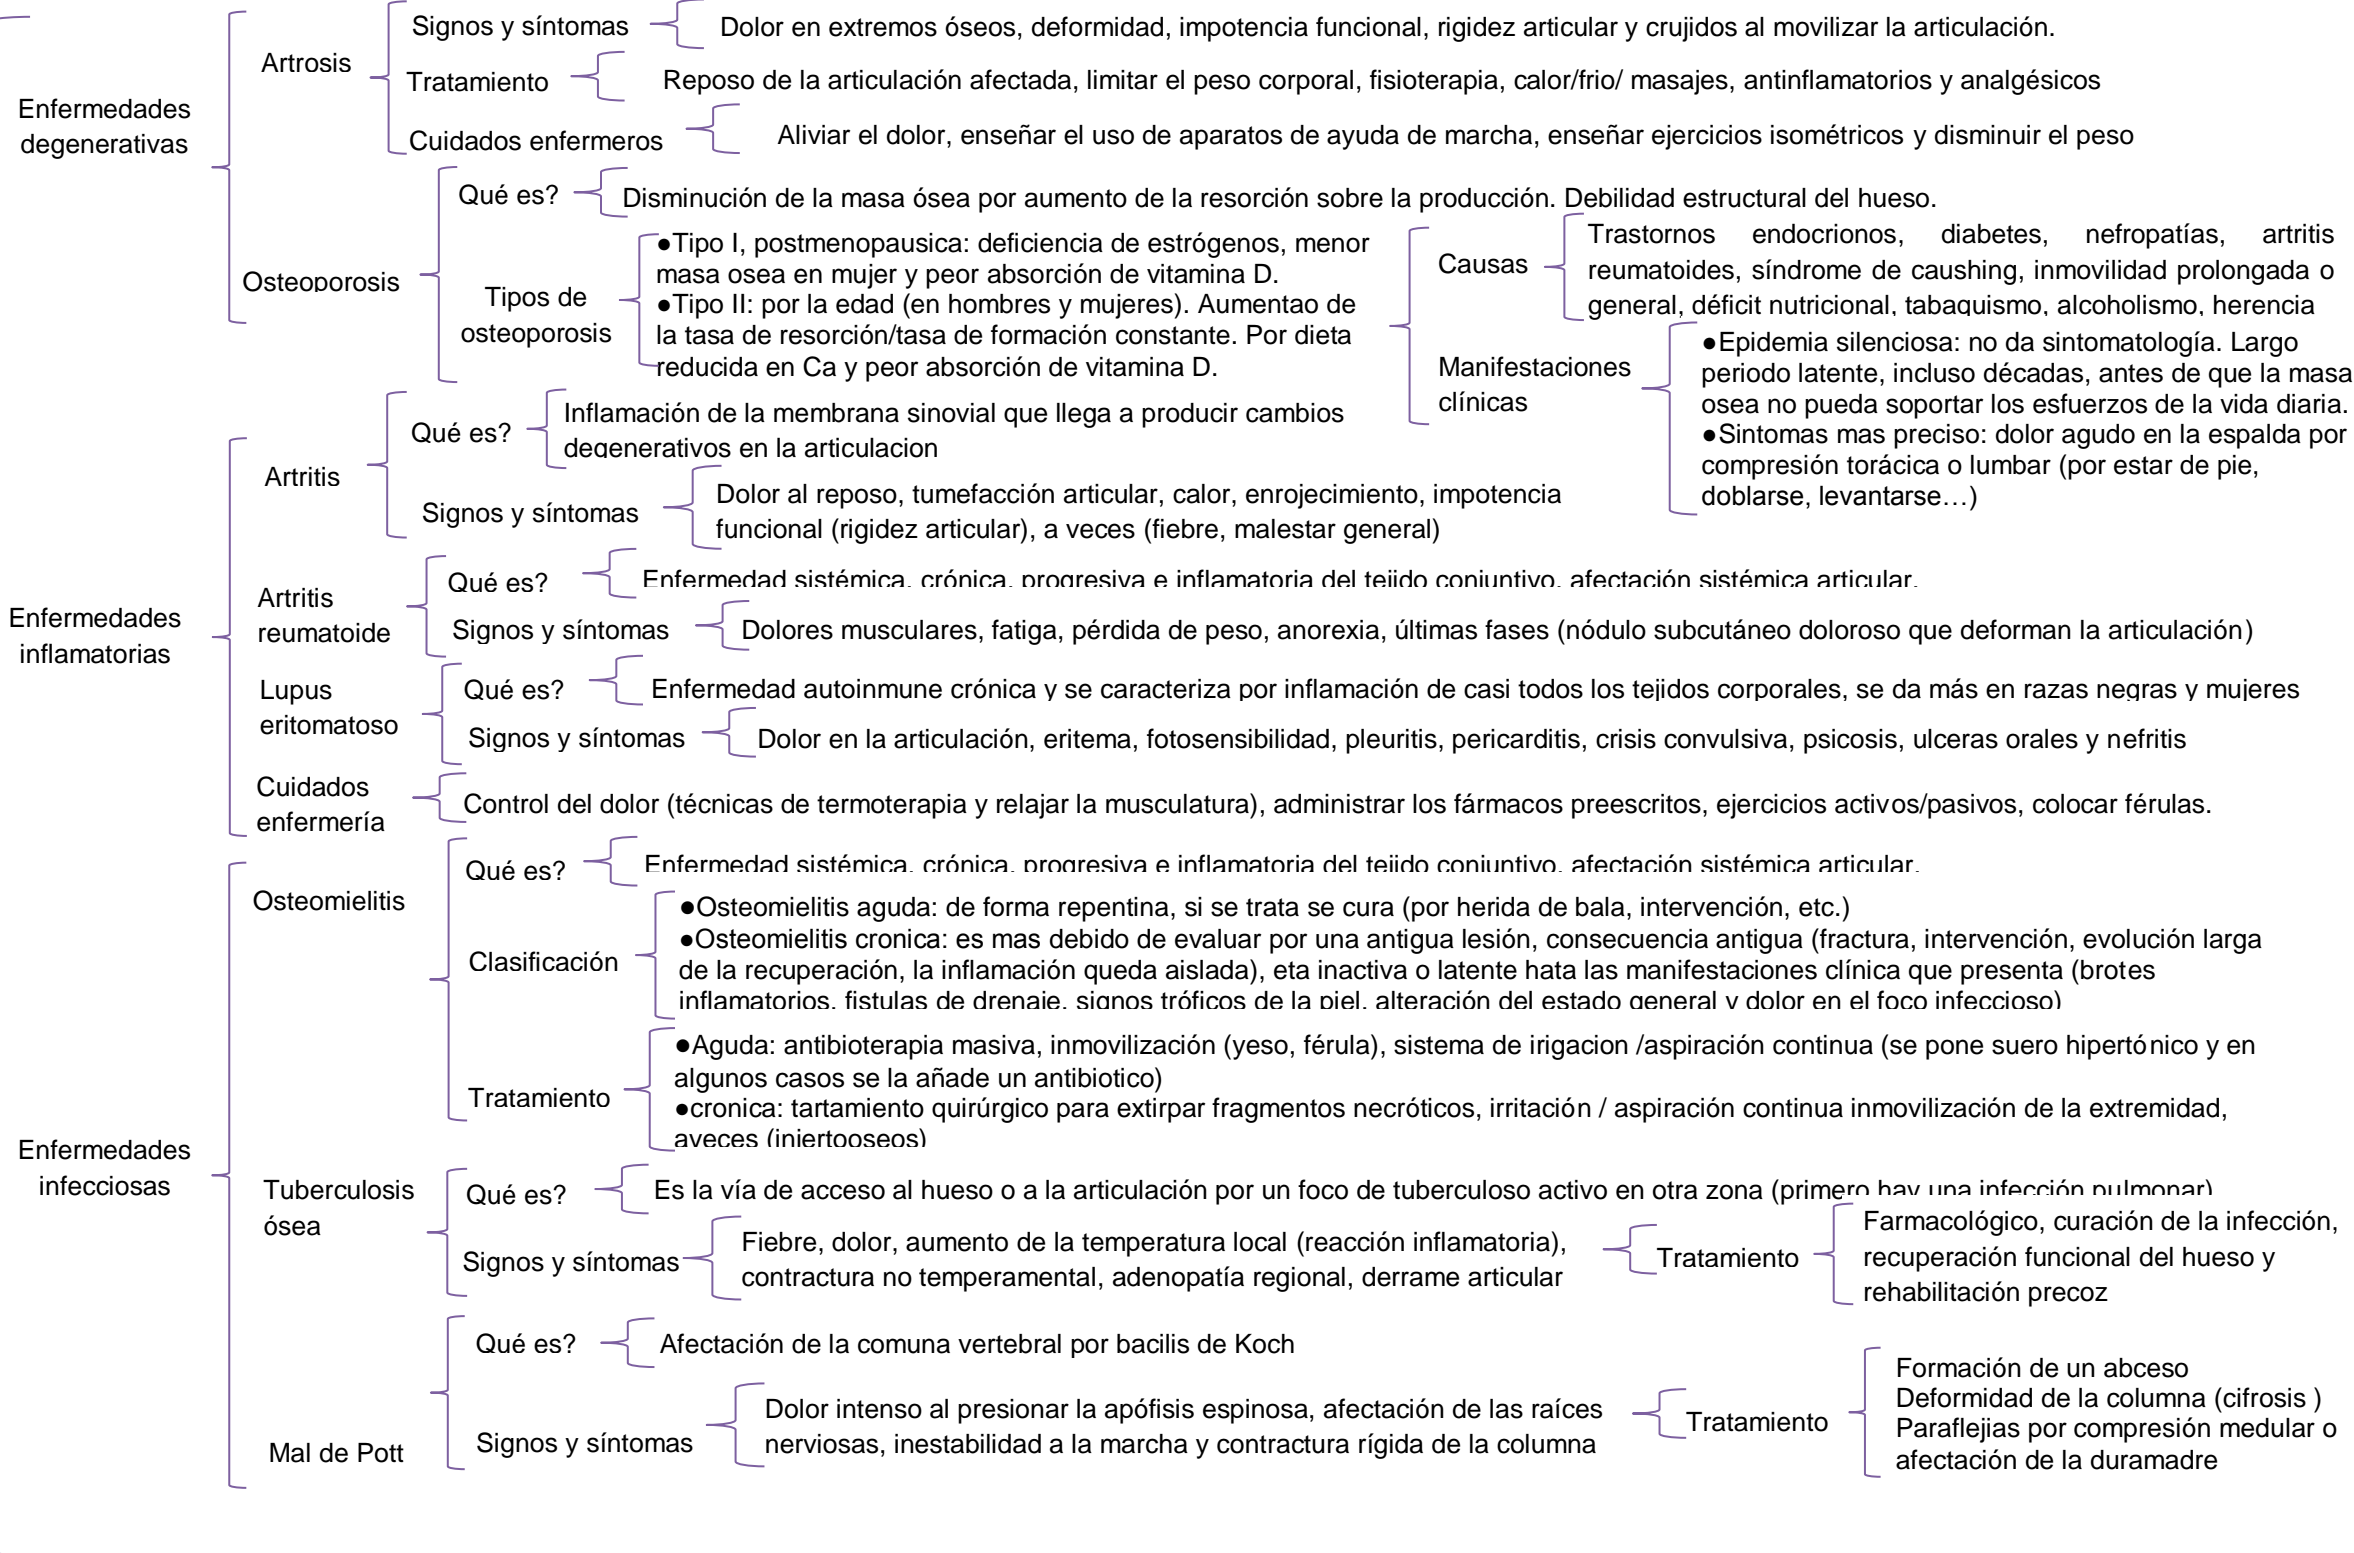 Enfermedades
degenerativas
Artrosis
Signos y síntomas
Dolor en extremos óseos, deformidad, impotencia funcional, rigidez articular y crujidos al movilizar la articulación.
Tratamiento
Reposo de la articulación afectada, limitar el peso corporal, fisioterapia, calor/frio/ masajes, antinflamatorios y analgésicos
Cuidados enfermeros
Aliviar el dolor, enseñar el uso de aparatos de ayuda de marcha, enseñar ejercicios isométricos y disminuir el peso
Osteoporosis
Qué es?
Disminución de la masa ósea por aumento de la resorción sobre la producción. Debilidad estructural del hueso.
Tipos de
osteoporosis
●Tipo I, postmenopausica: deficiencia de estrógenos, menor
masa osea en mujer y peor absorción de vitamina D.
●Tipo II: por la edad (en hombres y mujeres). Aumentao de
la tasa de resorción/tasa de formación constante. Por dieta
reducida en Ca y peor absorción de vitamina D.
Causas
Trastornos endocrionos, diabetes, nefropatías, artritis
reumatoides, síndrome de caushing, inmovilidad prolongada o
general, déficit nutricional, tabaquismo, alcoholismo, herencia
Manifestaciones
clínicas
●Epidemia silenciosa: no da sintomatología. Largo
periodo latente, incluso décadas, antes de que la masa
osea no pueda soportar los esfuerzos de la vida diaria.
●Sintomas mas preciso: dolor agudo en la espalda por
compresión torácica o lumbar (por estar de pie,
doblarse, levantarse…)
Enfermedades
inflamatorias
Artritis
Qué es?
Inflamación de la membrana sinovial que llega a producir cambios
degenerativos en la articulacion
Signos y síntomas
Dolor al reposo, tumefacción articular, calor, enrojecimiento, impotencia
funcional (rigidez articular), a veces (fiebre, malestar general)
Artritis
reumatoide
Qué es?
Enfermedad sistémica, crónica, progresiva e inflamatoria del tejido conjuntivo, afectación sistémica articular.
Signos y síntomas
Dolores musculares, fatiga, pérdida de peso, anorexia, últimas fases (nódulo subcutáneo doloroso que deforman la articulación)
Lupus
eritomatoso
Qué es?
Enfermedad autoinmune crónica y se caracteriza por inflamación de casi todos los tejidos corporales, se da más en razas negras y mujeres
Signos y síntomas
Dolor en la articulación, eritema, fotosensibilidad, pleuritis, pericarditis, crisis convulsiva, psicosis, ulceras orales y nefritis
Cuidados
enfermería
Control del dolor (técnicas de termoterapia y relajar la musculatura), administrar los fármacos preescritos, ejercicios activos/pasivos, colocar férulas.
Enfermedades
infecciosas
Osteomielitis
Qué es?
Enfermedad sistémica, crónica, progresiva e inflamatoria del tejido conjuntivo, afectación sistémica articular.
Clasificación
●Osteomielitis aguda: de forma repentina, si se trata se cura (por herida de bala, intervención, etc.)
●Osteomielitis cronica: es mas debido de evaluar por una antigua lesión, consecuencia antigua (fractura, intervención, evolución larga
de la recuperación, la inflamación queda aislada), eta inactiva o latente hata las manifestaciones clínica que presenta (brotes
inflamatorios, fistulas de drenaje, signos tróficos de la piel, alteración del estado general y dolor en el foco infeccioso)
Tratamiento
●Aguda: antibioterapia masiva, inmovilización (yeso, férula), sistema de irigacion /aspiración continua (se pone suero hipertónico y en
algunos casos se la añade un antibiotico)
●cronica: tartamiento quirúrgico para extirpar fragmentos necróticos, irritación / aspiración continua inmovilización de la extremidad,
aveces (injertooseos)
Tuberculosis
ósea
Qué es?
Es la vía de acceso al hueso o a la articulación por un foco de tuberculoso activo en otra zona (primero hay una infección pulmonar)
Signos y síntomas
Fiebre, dolor, aumento de la temperatura local (reacción inflamatoria),
contractura no temperamental, adenopatía regional, derrame articular
Tratamiento
Farmacológico, curación de la infección,
recuperación funcional del hueso y
rehabilitación precoz
Mal de Pott
Qué es?
Afectación de la comuna vertebral por bacilis de Koch
Signos y síntomas
Dolor intenso al presionar la apófisis espinosa, afectación de las raíces
nerviosas, inestabilidad a la marcha y contractura rígida de la columna
Tratamiento
Formación de un abceso
Deformidad de la columna (cifrosis )
Paraflejias por compresión medular o
afectación de la duramadre